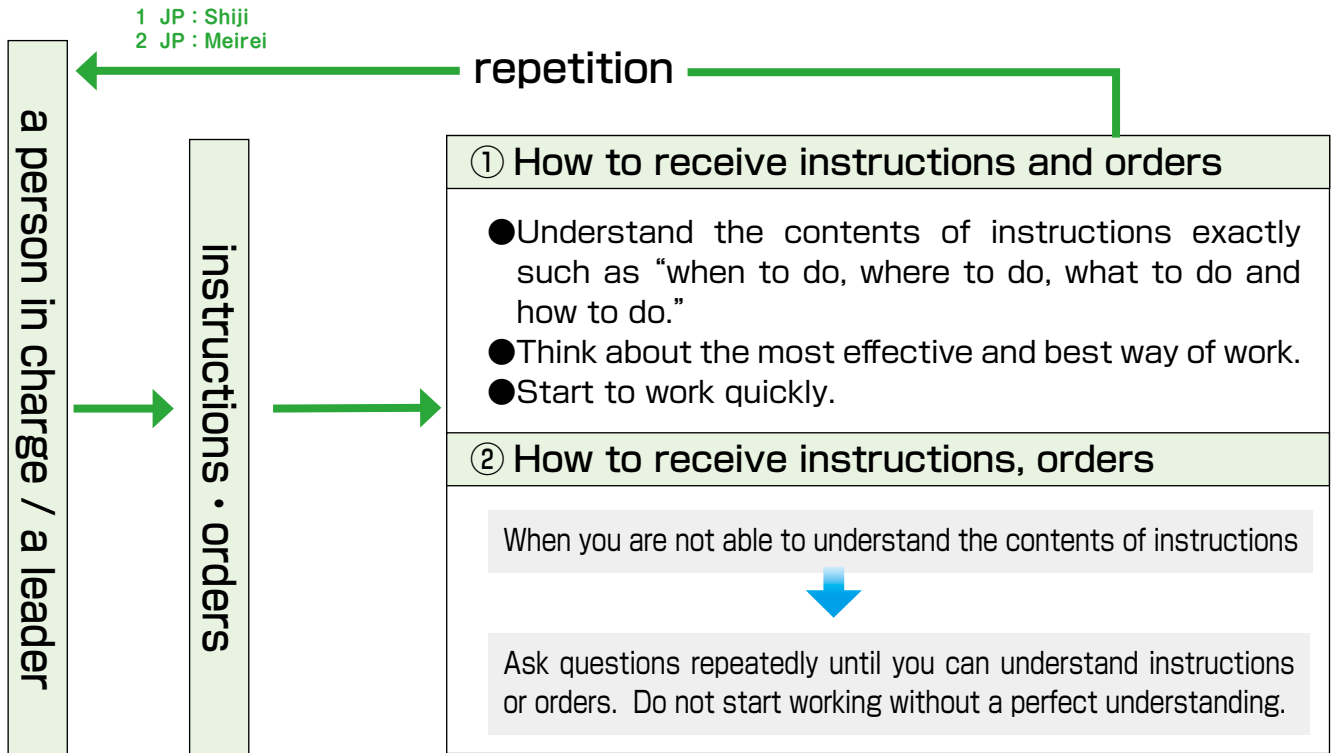 1 JP：Shiji
2 JP：Meirei
repetition
a person in charge / a leader
instructions・orders
① How to receive instructions and orders
●Understand the contents of instructions exactly
such as “when to do, where to do, what to do and
how to do.”
●Think about the most effective and best way of work.
●Start to work quickly.
② How to receive instructions, orders
When you are not able to understand the contents of instructions
Ask questions repeatedly until you can understand instructions
or orders. Do not start working without a perfect understanding.